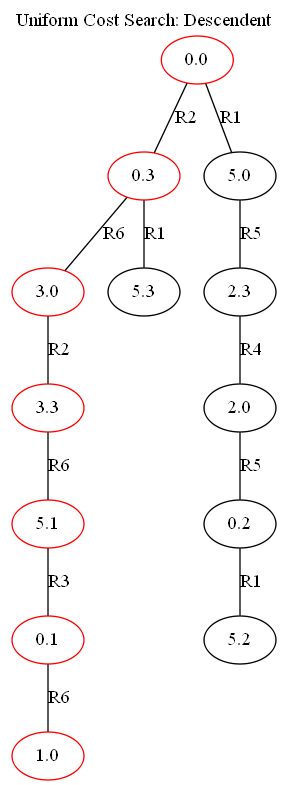 Uniform Cost Search: Descendent
0.0
R2 R1
0.3 5.0
R6 R1 R5
3.0 5.3 2.3
R2 R4
3.3 2.0
R6 R5
5.1 0.2
R3 R1
0.1 5.2
R6
1.0